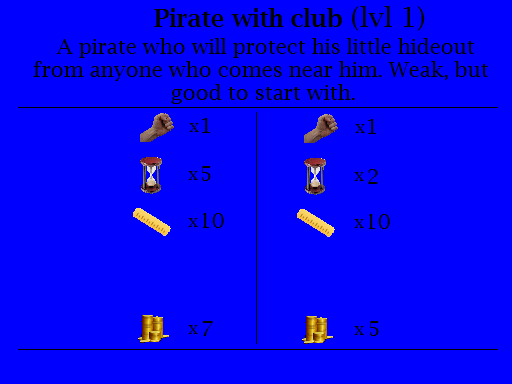 Pirate with club (lvl 1)
A pirate who will protect his little hideout
from anyone who comes near him. Weak, but
good to start with.
x1 x1
x5 x2
x10 x10
x7 x5